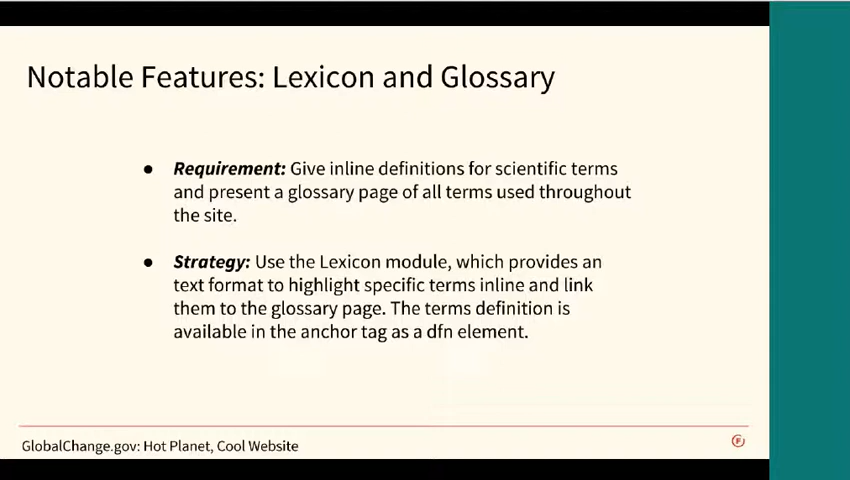 Notable Features: Lexicon and Glossary
● Requirement: Give inline definitions for scientific terms
and present a glossary page of all terms used throughout
the site.
● Strategy: Use the Lexicon module, which provides an
text format to highlight specific terms inline and link
them to the glossary page. The terms definition is
available in the anchor tag as a dfn element.
GlobalChange.gov: Hot Planet, Cool Website
F